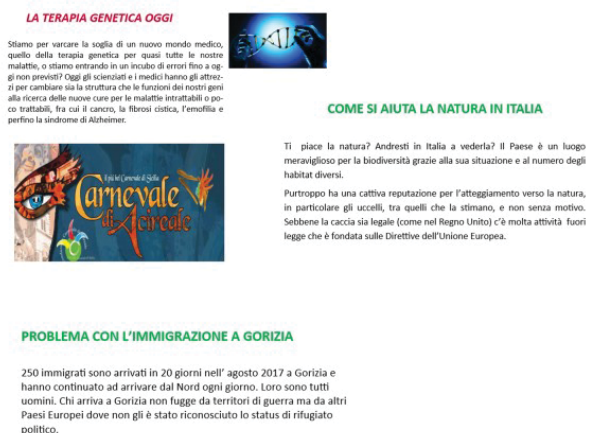 LA TERAPIA GENETICA OGGI
Stiamo per varcare la soglia di un nuovo mondo medico,
quello della terapia genetica per quasi tutte le nostre
malattie, o stiamo entrando in un incubo di errori fino a og-
gi non previsti? Oggi gli scienziati e i medici hanno gli attrez-
zi per cambiare sia la struttura che le funzioni dei nostri geni
alla ricerca delle nuove cure per le malattie intrattabili o po-
co trattabili, fra cui il cancro, la fibrosi cistica, l'emofilia e
perfino la sindrome di Alzheimer.
COME SI AIUTA LA NATURA IN ITALIA
Ti piace la natura? Andresti in Italia a vederla? Il Paese è un luogo
meraviglioso per la biodiversità grazie alla sua situazione e al numero degli
habitat diversi.
Purtroppo ha una cattiva reputazione per l'atteggiamento verso la natura,
in particolare gli uccelli, tra quelli che la stimano, e non senza motivo.
Sebbene la caccia sia legale (come nel Regno Unito) c'è molta attività fuori
legge che è fondata sulle Direttive dell'Unione Europea.
Il più bel Carnevale di Sicilia
Carnevale
di Acireale
PROBLEMA CON L'IMMIGRAZIONE A GORIZIA
250 immigrati sono arrivati in 20 giorni nell' agosto 2017 a Gorizia e
hanno continuato ad arrivare dal Nord ogni giorno. Loro sono tutti
uomini. Chi arriva a Gorizia non fugge da territori di guerra ma da altri
Paesi Europei dove non gli è stato riconosciuto lo status di rifugiato
politico.